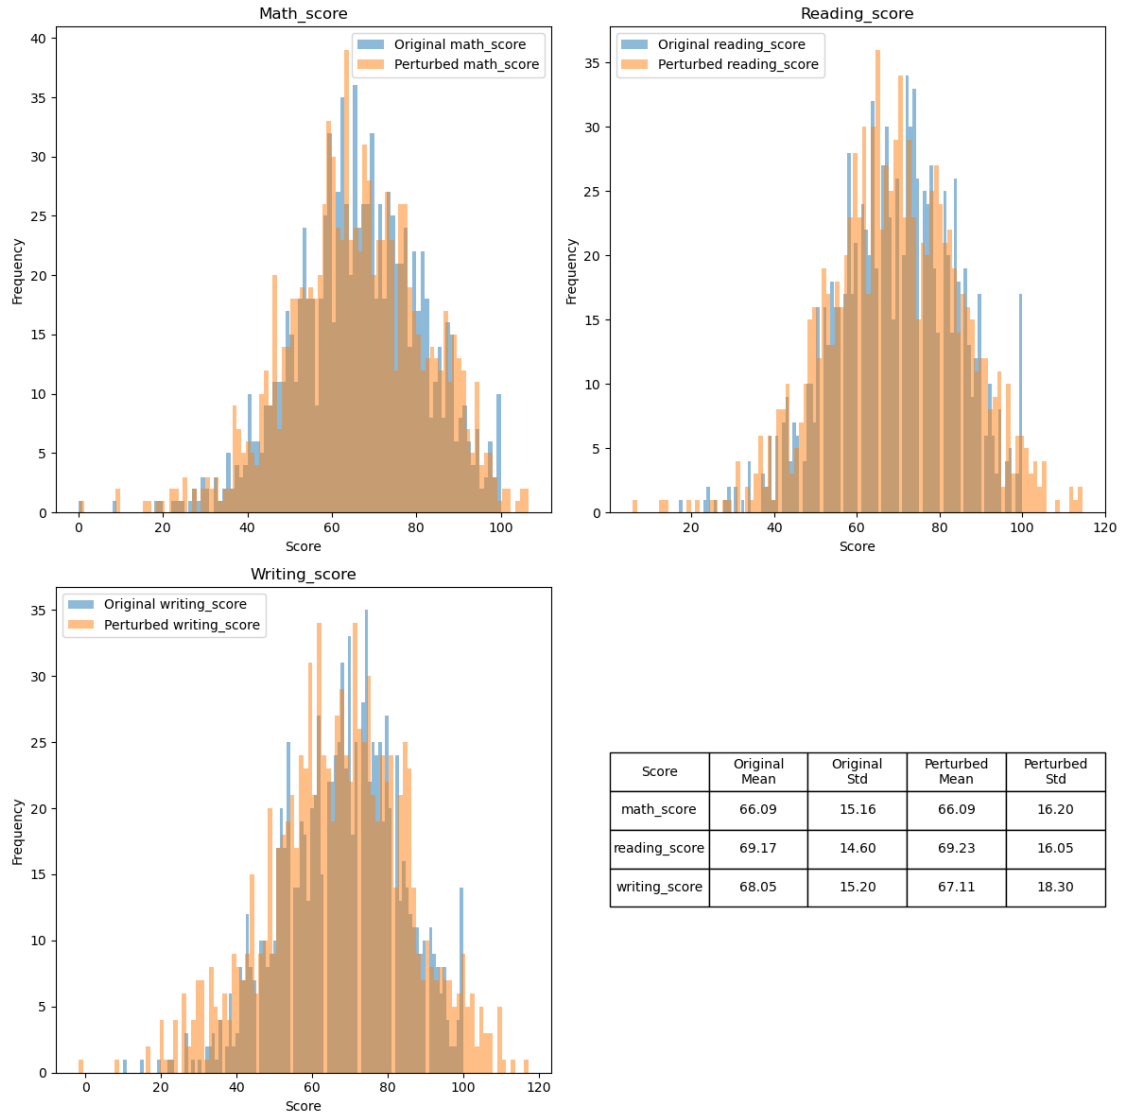 Math_score
Original math_score
Perturbed math_score
Frequency
40
35
30
25
20
15
10
5
0
0 20 40 60 80 100
Score
Reading_score
Original reading_score
Perturbed reading_score
Frequency
35
30
25
20
15
10
5
0
20 40 60 80 100 120
Score
Writing_score
Original writing_score
Perturbed writing_score
Frequency
35
30
25
20
15
10
5
0
0 20 40 60 80 100 120
Score
Score Original Mean Original Std Perturbed Mean Perturbed Std
math_score 66.09 15.16 66.09 16.20
reading_score 69.17 14.60 69.23 16.05
writing_score 68.05 15.20 67.11 18.30